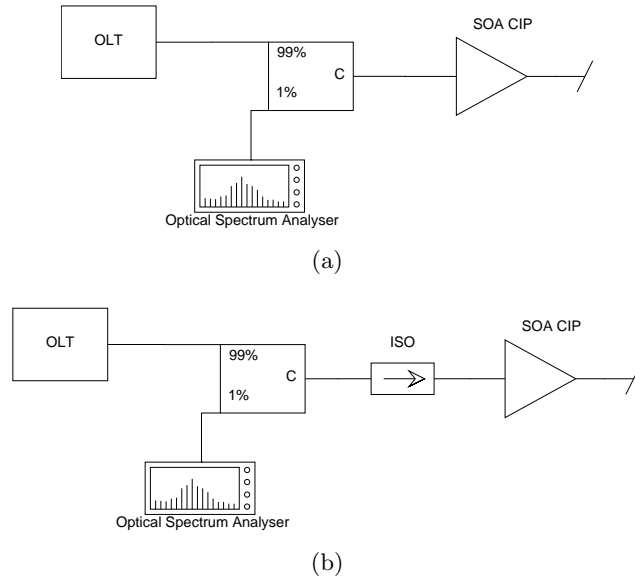 SOA CIP
OLT
99%
C
1%
Optical Spectrum Analyser
(a)
SOA CIP
ISO
OLT
99%
C
1%
Optical Spectrum Analyser
(b)